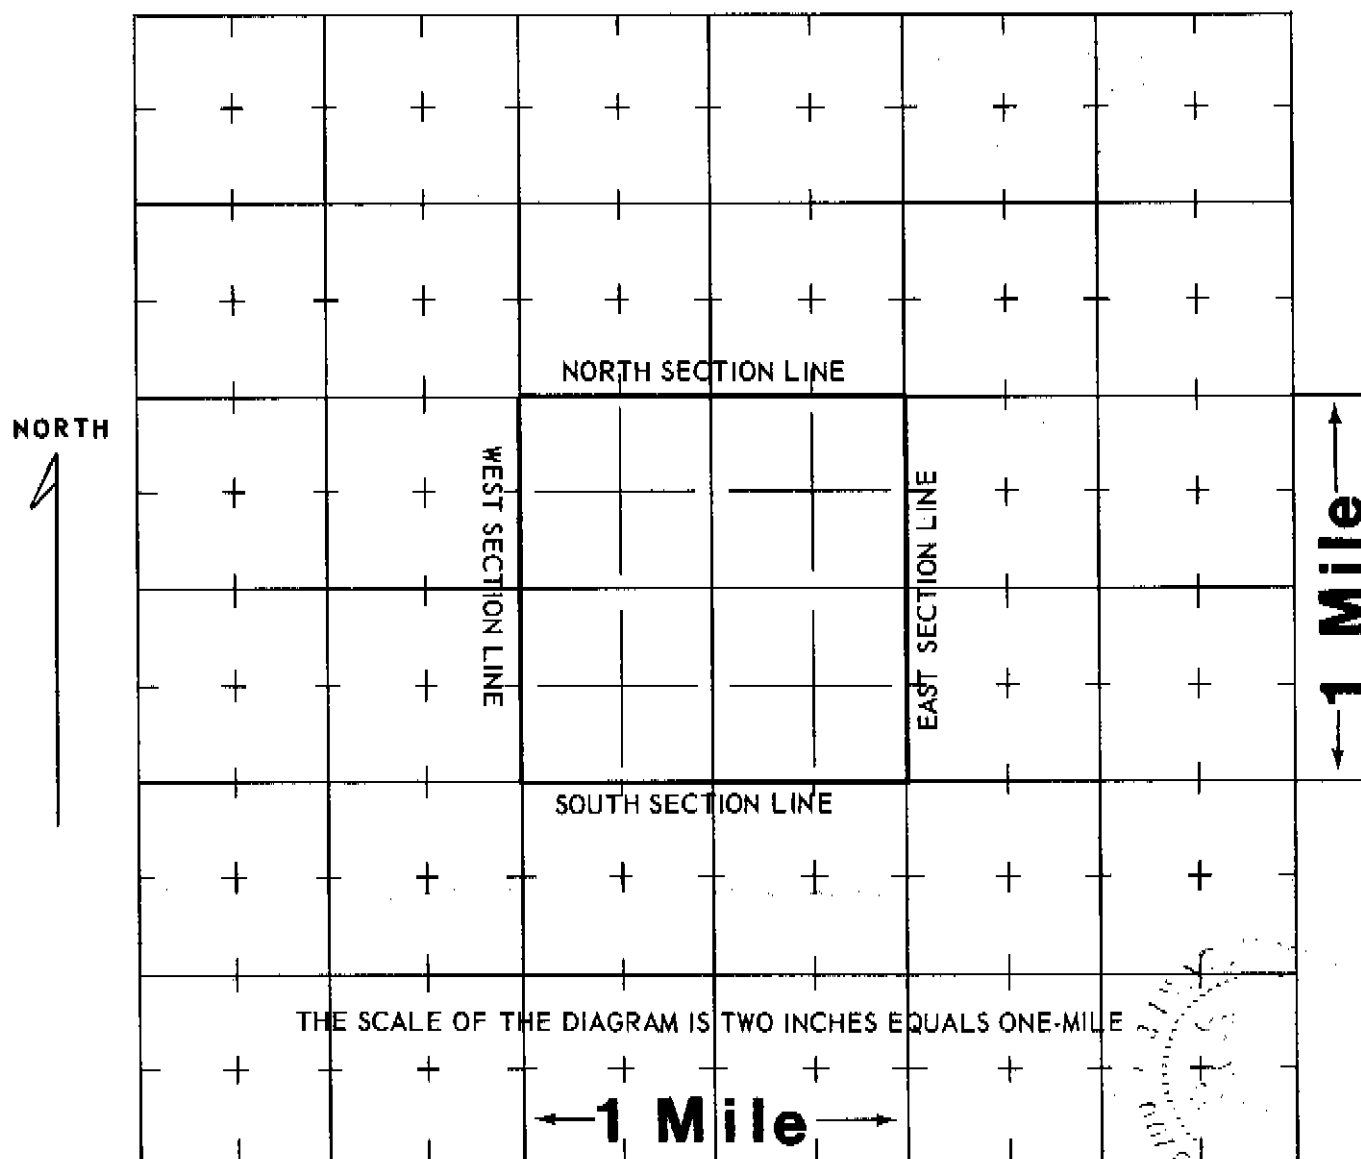 NORTH SECTION LINE
NORTH
WEST SECTION LINE
EAST SECTION LINE
1 Mile
SOUTH SECTION LINE
THE SCALE OF THE DIAGRAM IS TWO INCHES EQUALS ONE-MILE
1 Mile